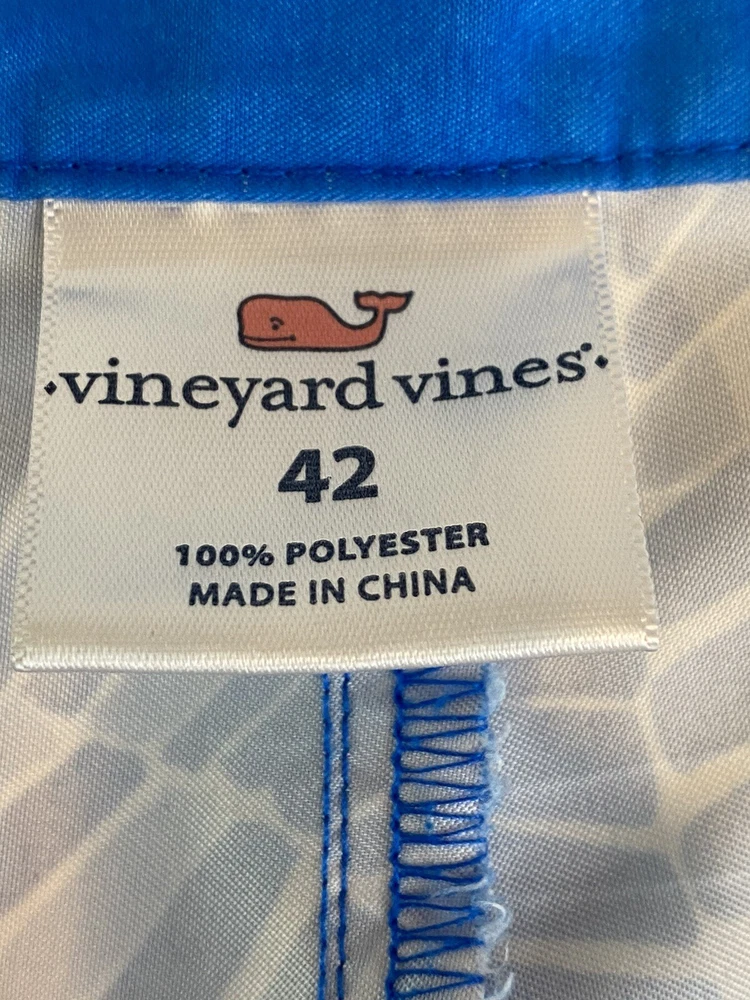 vineyard vines
42
100% POLYESTER
MADE IN CHINA